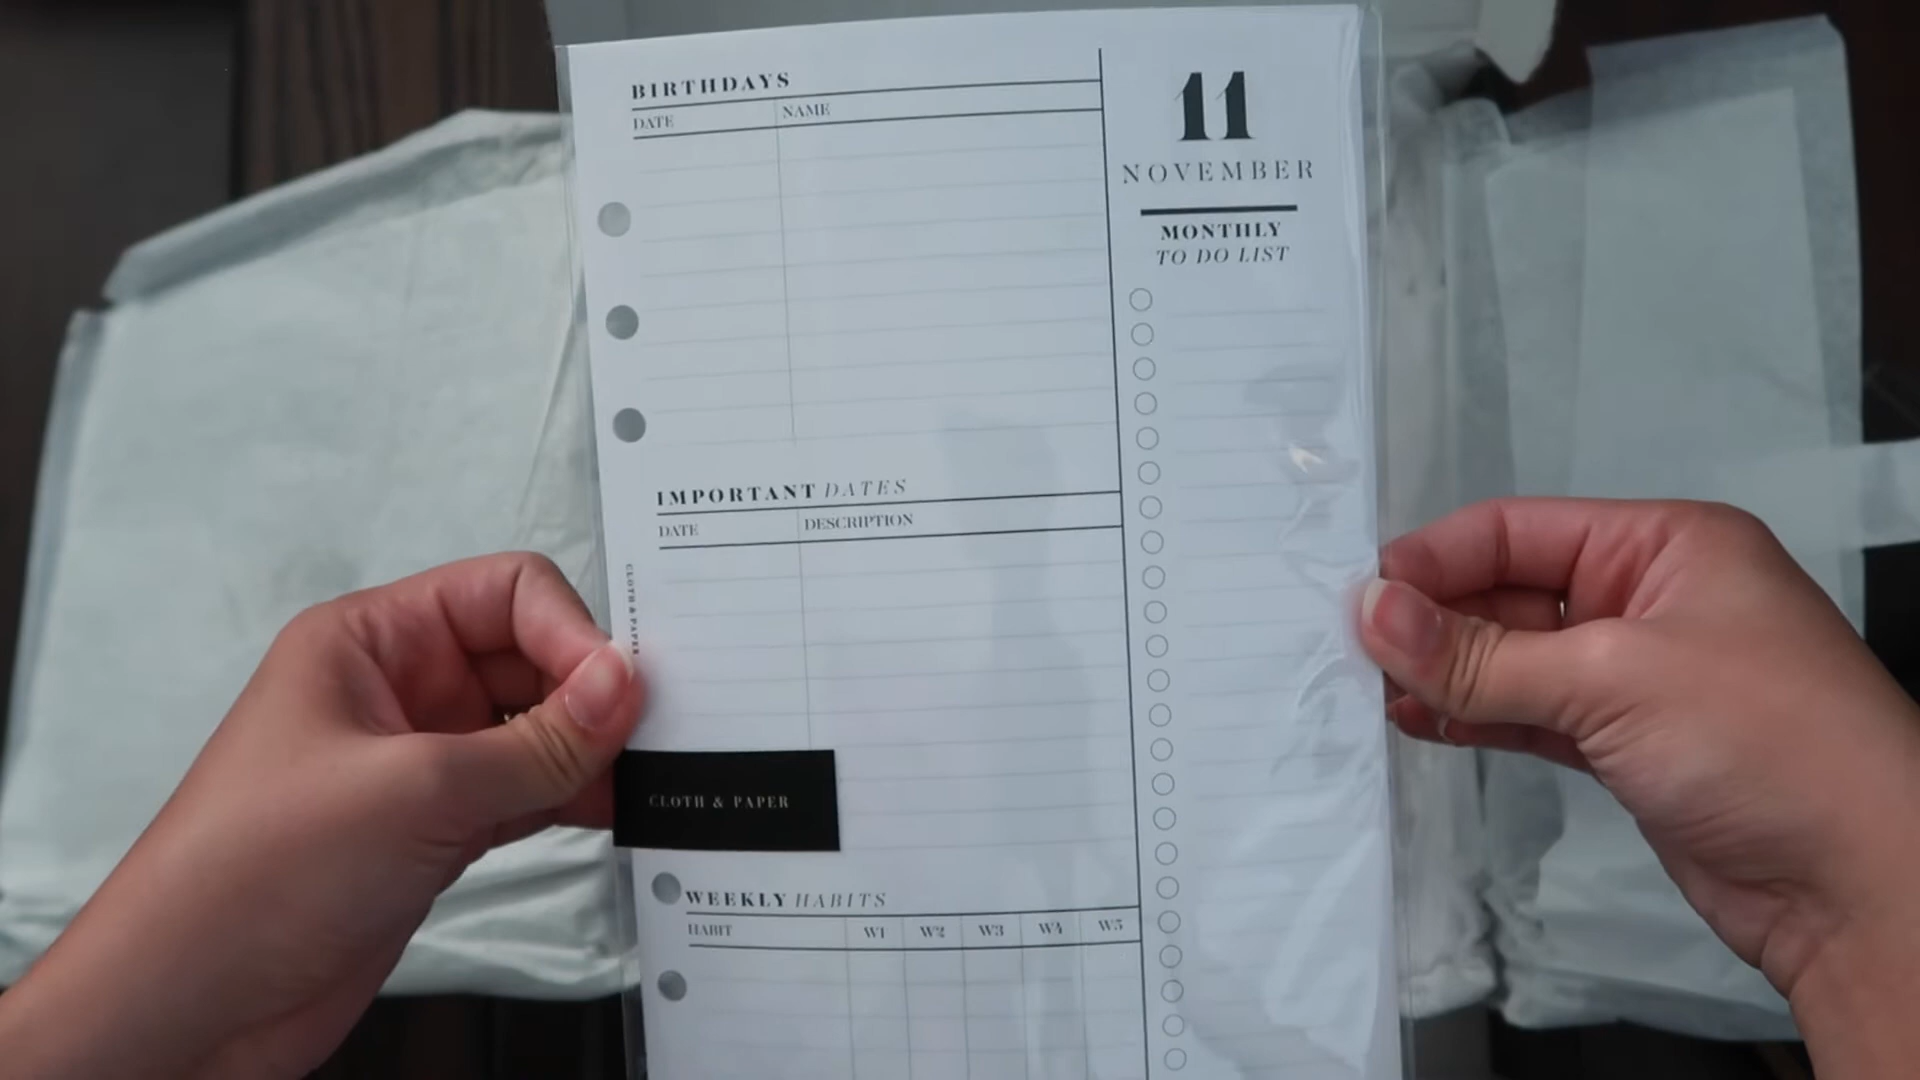 BIRTHDAYS
DATE NAME
11
NOVEMBER
MONTHLY
TO DO LIST
IMPORTANT DATES
DATE DESCRIPTION
CLOTH & PAPER
CLOTH & PAPER
WEEKLY HABITS
HABIT W1 W2 W3 W4 W5